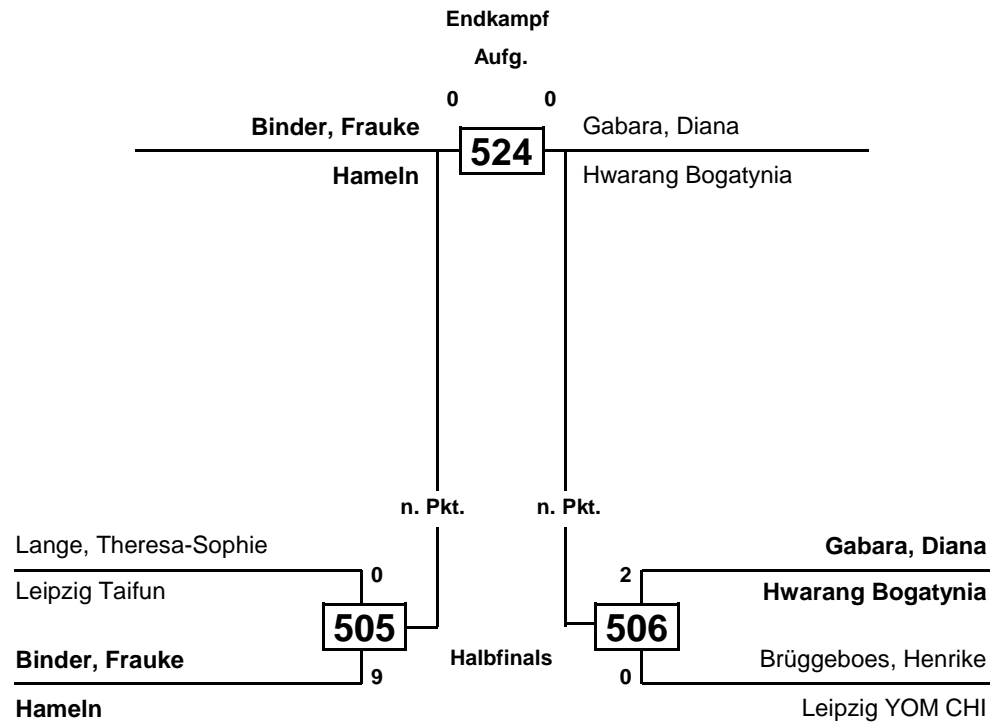 Endkampf
Aufg.
0 0
Binder, Frauke 524 Gabara, Diana
Hameln Hwarang Bogatynia
n. Pkt. n. Pkt.
Lange, Theresa-Sophie Gabara, Diana
0 2
Leipzig Taifun Hwarang Bogatynia
505 506
Binder, Frauke Halbfinals Brüggeboes, Henrike
9 0
Hameln Leipzig YOM CHI